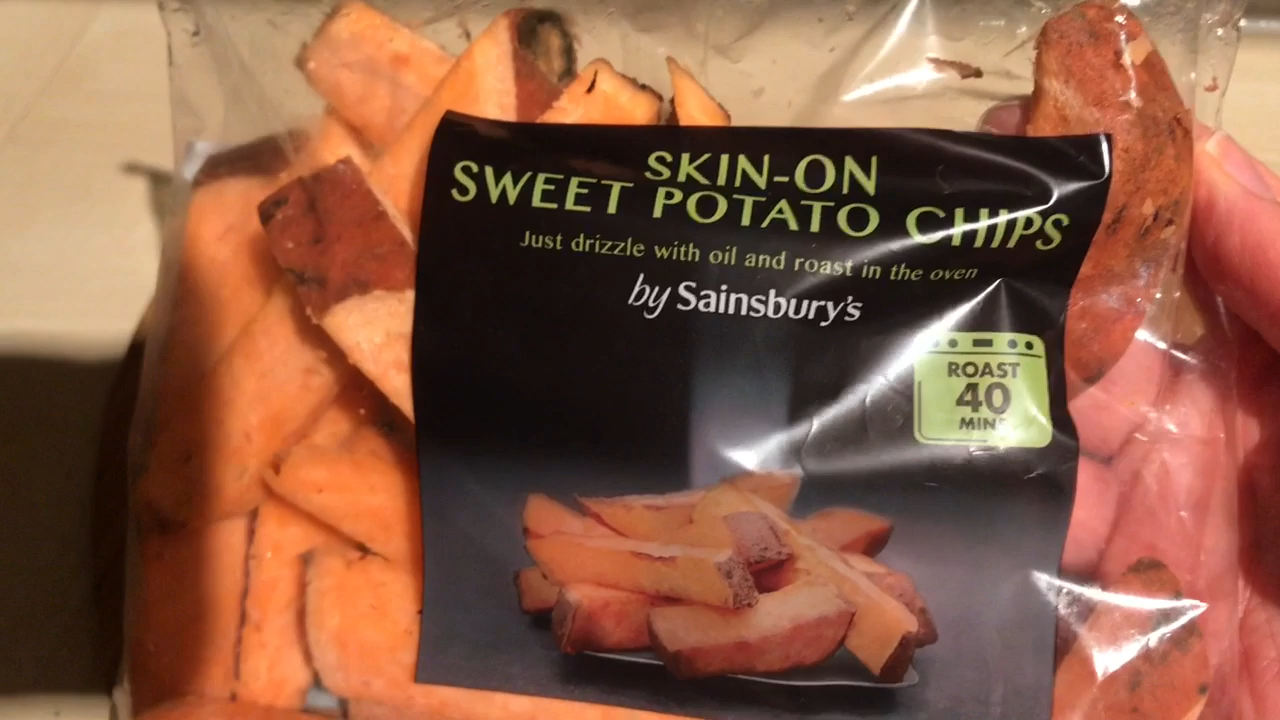 SKIN-ON
SWEET POTATO CHIPS
Just drizzle with oil and roast in the oven
by Sainsbury's
ROAST
40
MINS